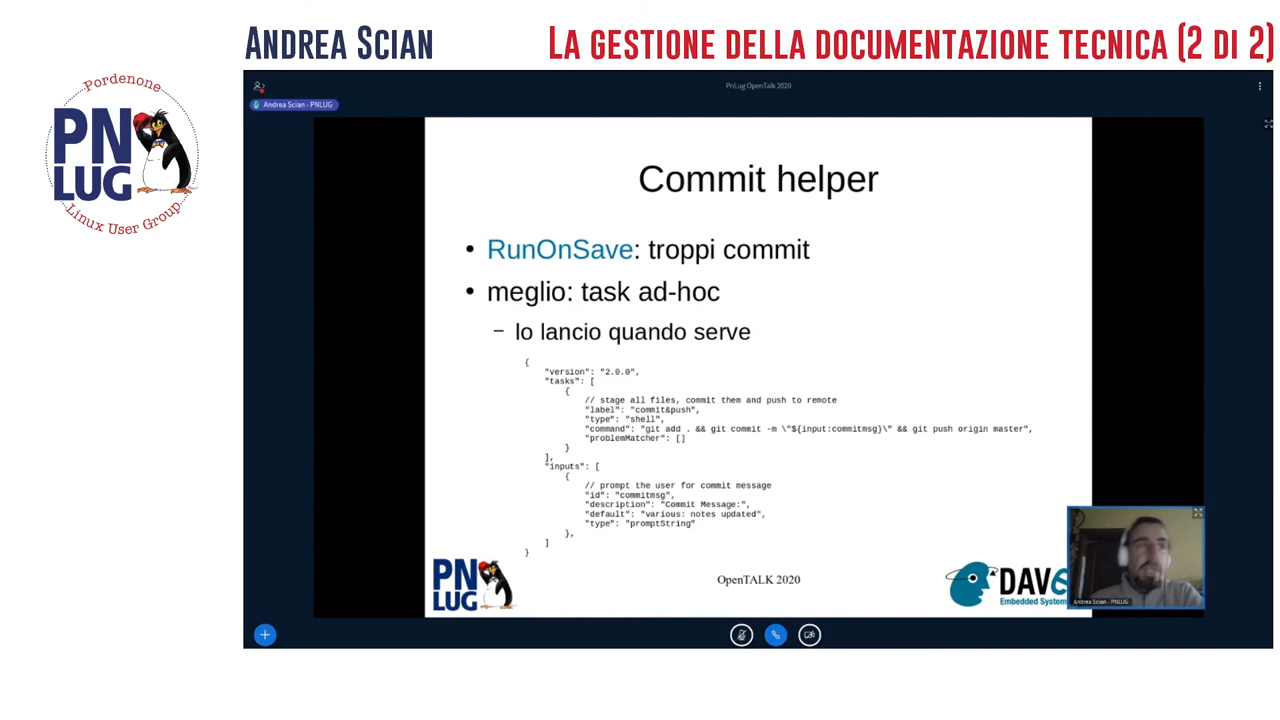 ANDREA SCIAN
LA GESTIONE DELLA DOCUMENTAZIONE TECNICA (2 DI 2)
Pordenone
PN
LUG
Linux User Group
PnLug OpenTalk 2020
Andrea Scian - PNLUG
Commit helper
• RunOnSave: troppi commit
• meglio: task ad-hoc
– lo lancio quando serve
{
"version": "2.0.0",
"tasks": [
{
// stage all files, commit them and push to remote
"label": "commit&push",
"type": "shell",
"command": "git add . && git commit -m \"${input:commitmsg}\" && git push origin master",
"problemMatcher": []
}
],
"inputs": [
{
// prompt the user for commit message
"id": "commitmsg",
"description": "Commit Message:",
"default": "various: notes updated",
"type": "promptString"
},
]
}
PN
LUG
OpenTALK 2020
DAVE
Embedded System
Andrea Scian - PNLUG